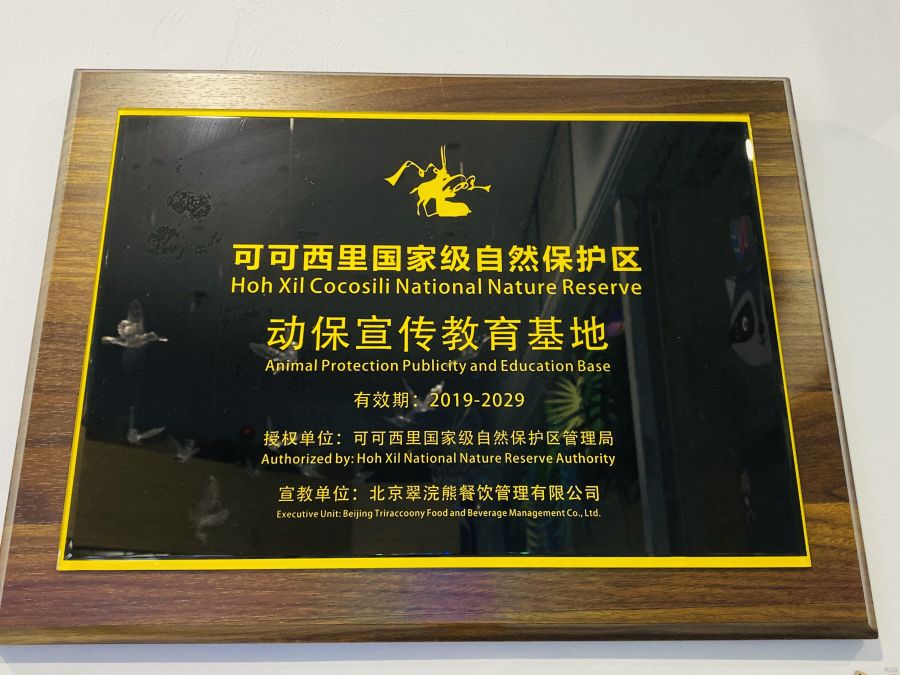 可可西里国家级自然保护区
Hoh Xil Cocosili National Nature Reserve
动保宣传教育基地
Animal Protection Publicity and Education Base
有效期：2019-2029
授权单位：可可西里国家级自然保护区管理局
Authorized by: Hoh Xil National Nature Reserve Authority
宣教单位：北京翠浣熊餐饮管理有限公司
Executive Unit: Beijing Triraccoony Food and Beverage Management Co., Ltd.